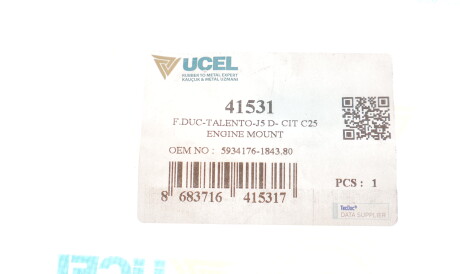 UCEL
RUBBER TO METAL EXPERT
KAUÇUK & METAL UZMANI
41531
F.DUC-TALENTO-J5 D- CIT C25
ENGINE MOUNT
OEM NO : 5934176-1843.80
8 683716 415317
PCS : 1
TecDoc
DATA SUPPLIER
UCEL